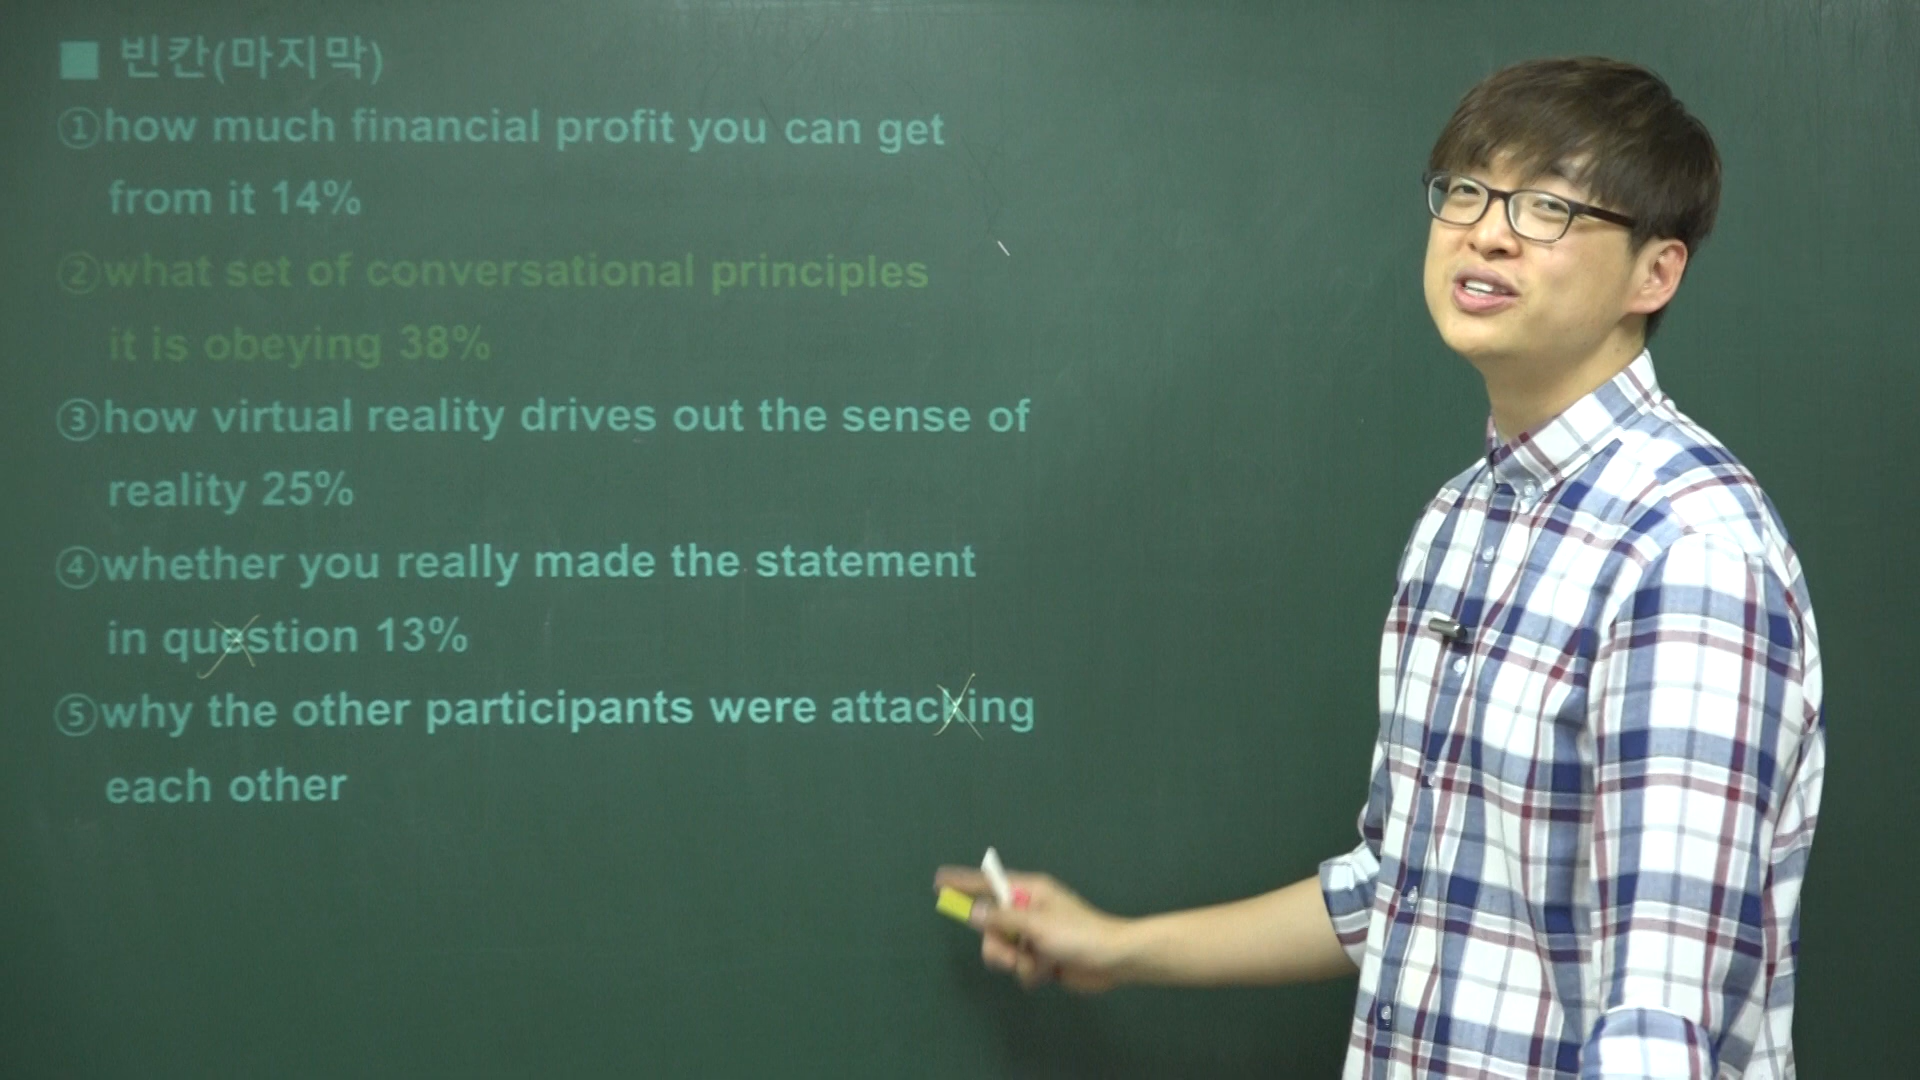 ■ 빈칸(마지막)
①how much financial profit you can get
from it 14%
②what set of conversational principles
it is obeying 38%
③how virtual reality drives out the sense of
reality 25%
④whether you really made the statement
in question 13%
⑤why the other participants were attacking
each other